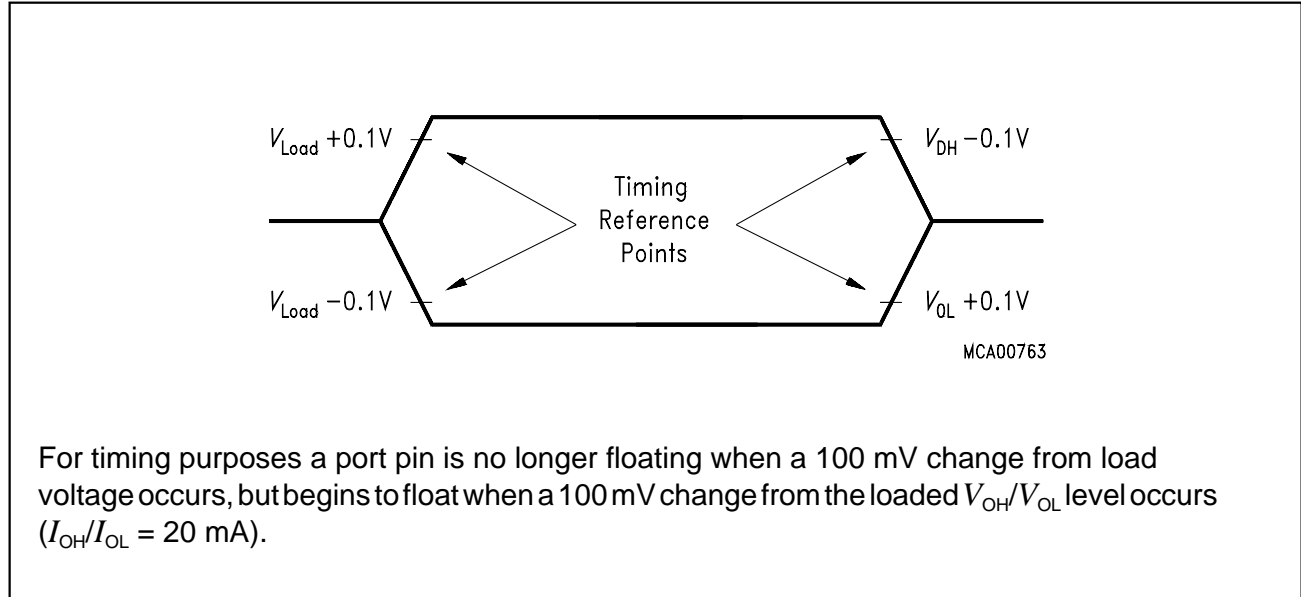 V_Load +0.1V
V_DH −0.1V
Timing
Reference
Points
V_Load −0.1V
V_OL +0.1V
MCA00763
For timing purposes a port pin is no longer floating when a 100 mV change from load
voltage occurs, but begins to float when a 100 mV change from the loaded V_OH/V_OL level occurs
(I_OH/I_OL = 20 mA).